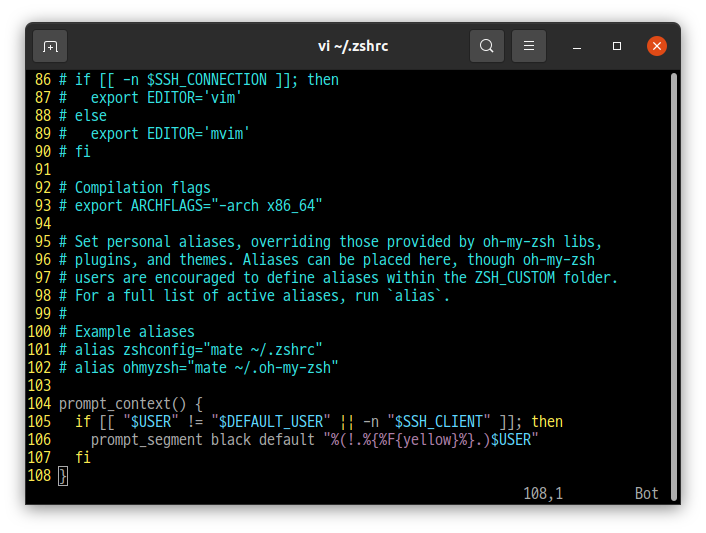 vi ~/.zshrc
86 # if [[ -n $SSH_CONNECTION ]]; then
87 #   export EDITOR='vim'
88 # else
89 #   export EDITOR='mvim'
90 # fi
91
92 # Compilation flags
93 # export ARCHFLAGS="-arch x86_64"
94
95 # Set personal aliases, overriding those provided by oh-my-zsh libs,
96 # plugins, and themes. Aliases can be placed here, though oh-my-zsh
97 # users are encouraged to define aliases within the ZSH_CUSTOM folder.
98 # For a full list of active aliases, run `alias`.
99 #
100 # Example aliases
101 # alias zshconfig="mate ~/.zshrc"
102 # alias ohmyzsh="mate ~/.oh-my-zsh"
103
104 prompt_context() {
105   if [[ "$USER" != "$DEFAULT_USER" || -n "$SSH_CLIENT" ]]; then
106     prompt_segment black default "%(!.%{%F{yellow}%}.)$USER"
107   fi
108 }
108,1 Bot